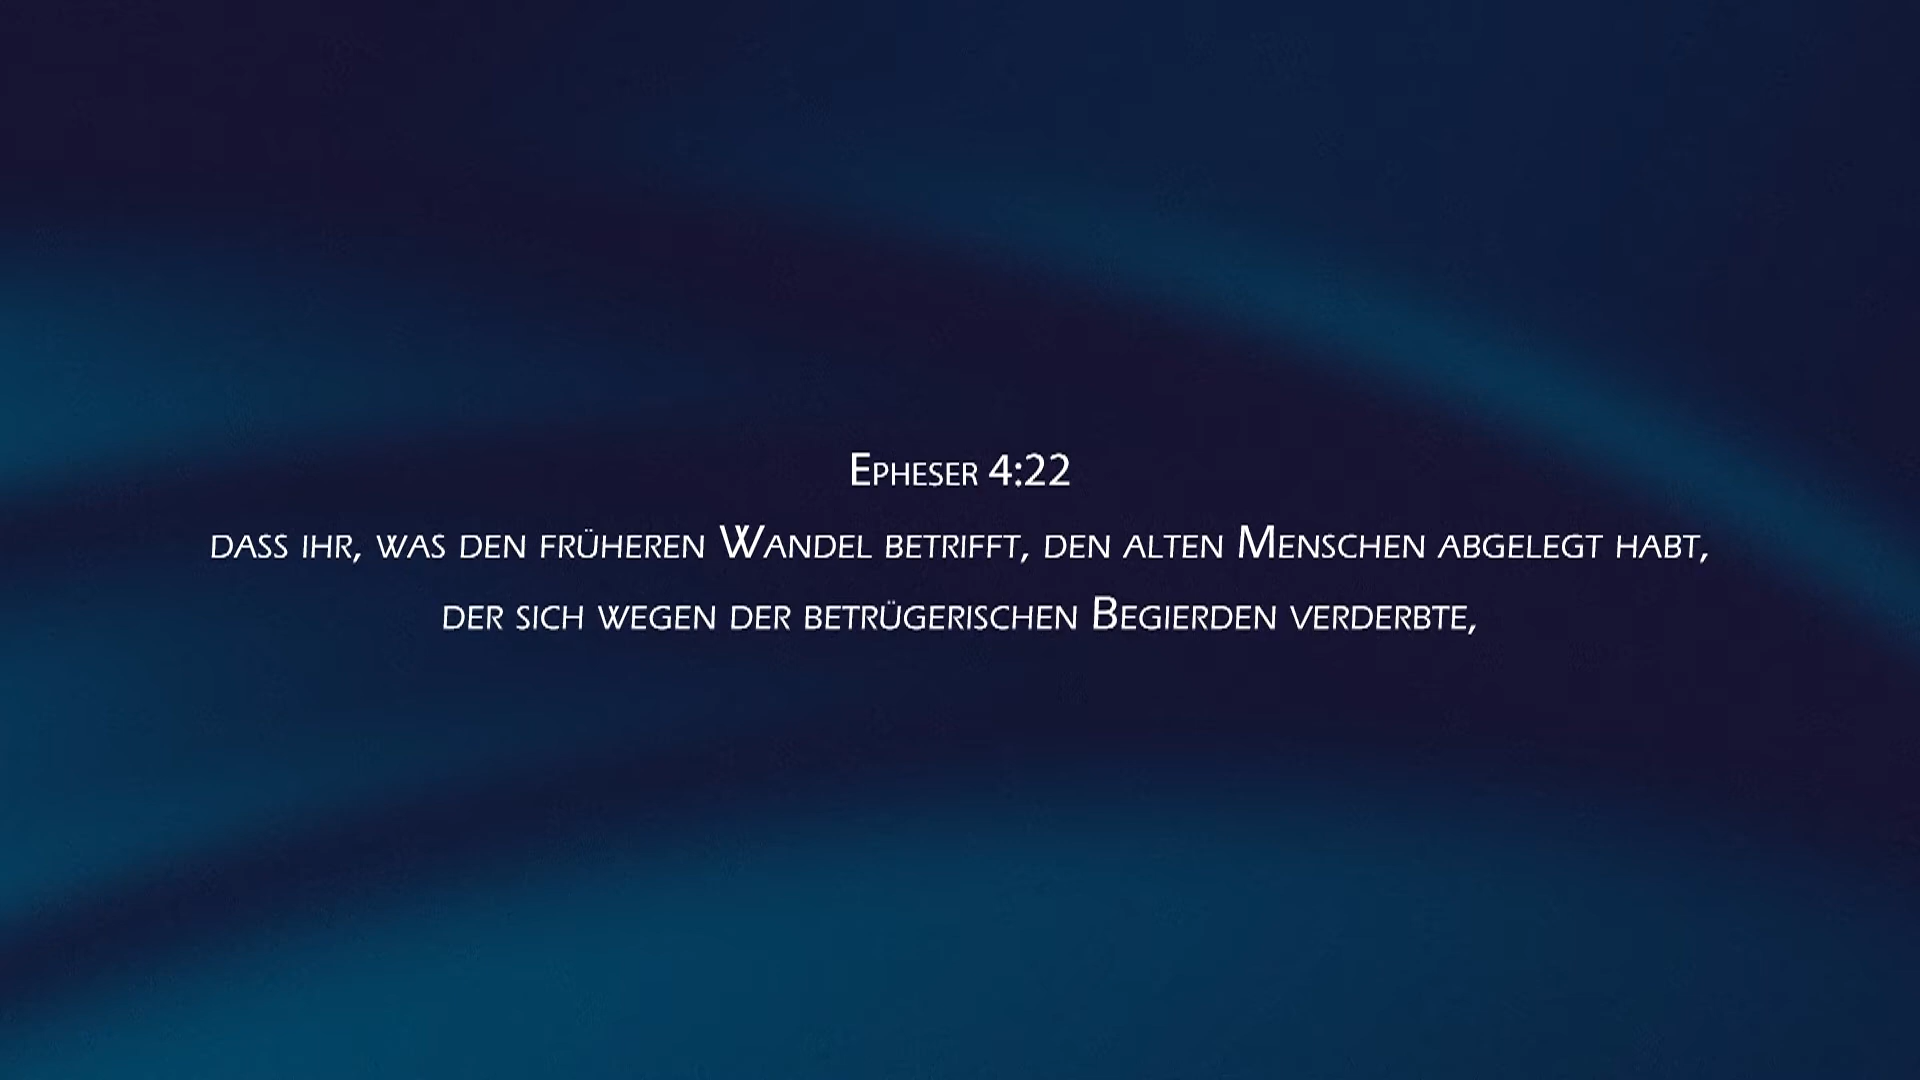 Epheser 4:22
dass ihr, was den früheren Wandel betrifft, den alten Menschen abgelegt habt,
der sich wegen der betrügerischen Begierden verderbte,